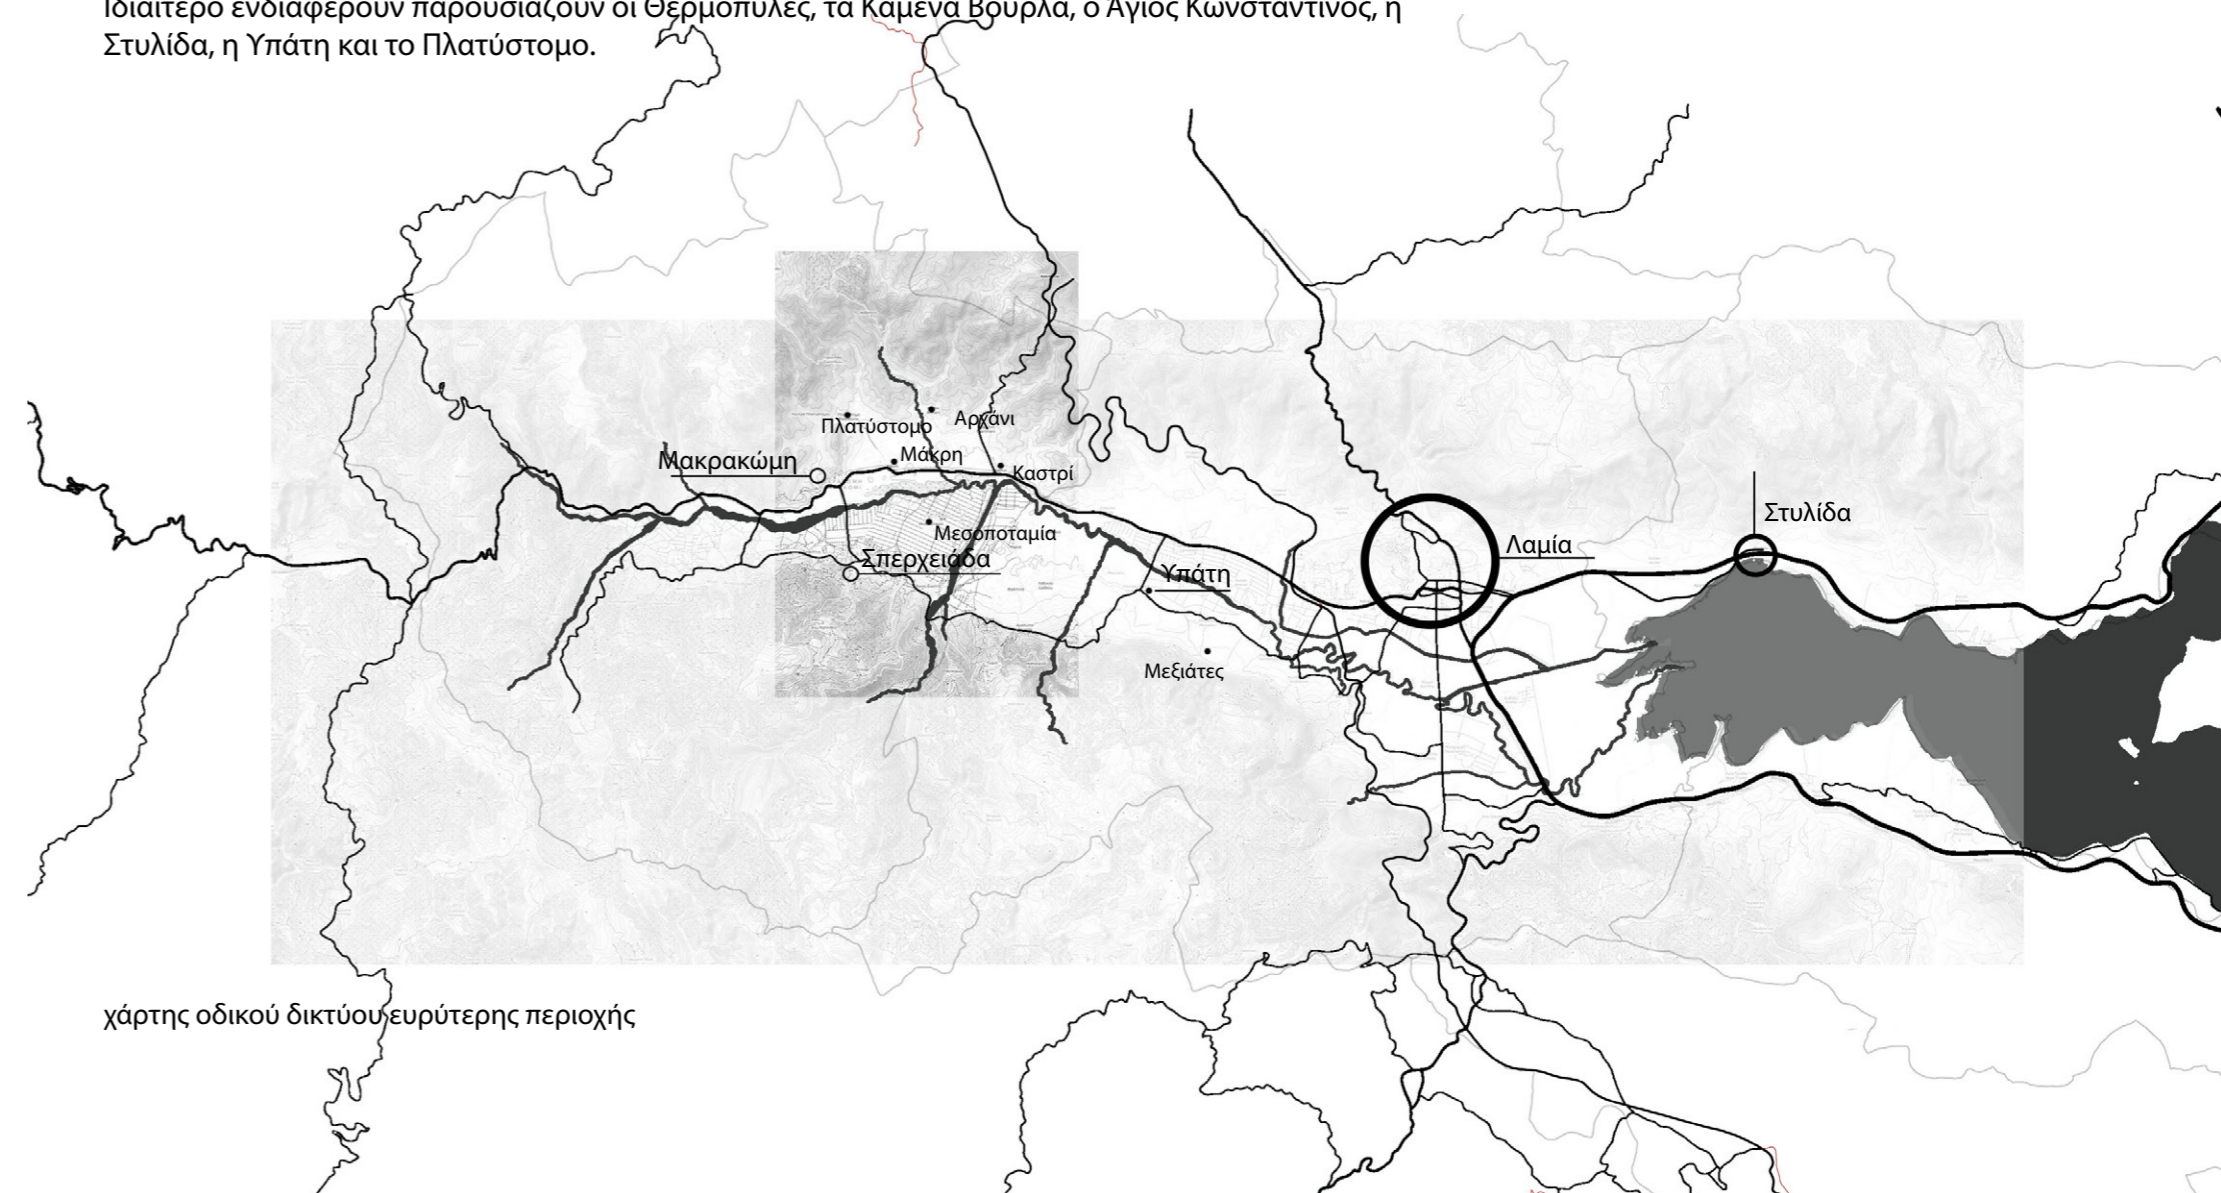 Ιδιαίτερο ενδιαφέρουν παρουσιάζουν οι Θερμοπύλες, τα Καμένα Βούρλα, ο Άγιος Κωνσταντίνος, η
Στυλίδα, η Υπάτη και το Πλατύστομο.
Πλατύστομο
Αρχάνι
Μακρακώμη
Μάκρη
Καστρί
Στυλίδα
Μεσοποταμία
Λαμία
Σπερχειάδα
Υπάτη
Μεξιάτες
χάρτης οδικού δικτύου ευρύτερης περιοχής